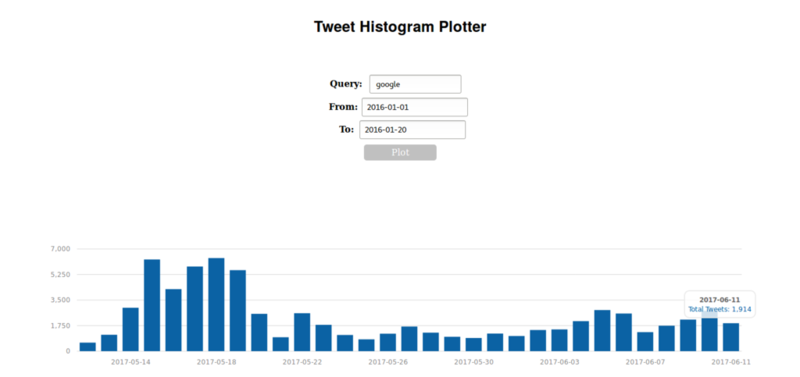 Tweet Histogram Plotter
Query: google
From: 2016-01-01
To: 2016-01-20
Plot
7,000
5,250
3,500
1,750
0
2017-06-11
Total Tweets: 1,914
2017-05-14 2017-05-18 2017-05-22 2017-05-26 2017-05-30 2017-06-03 2017-06-07 2017-06-11